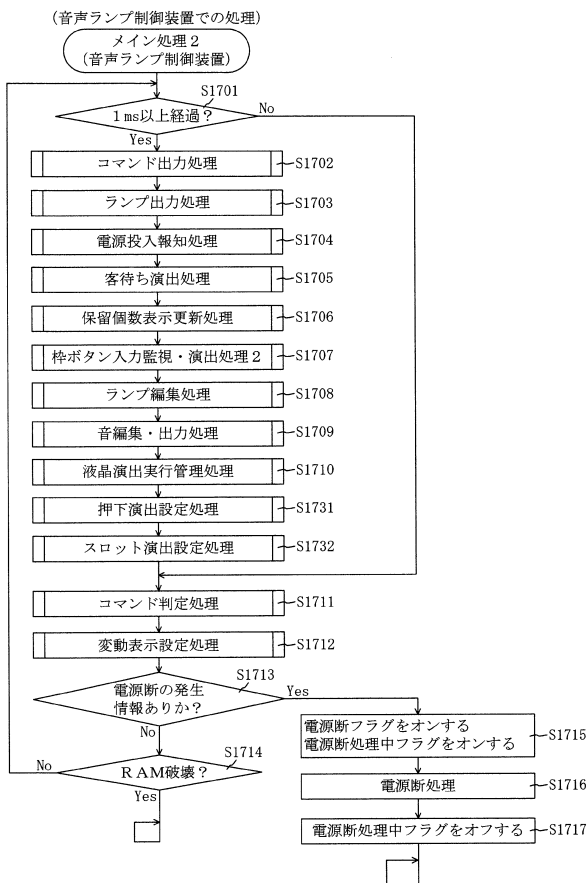 (音声ランプ制御装置での処理)
メイン処理2
(音声ランプ制御装置)
S1701
1ms以上経過?
No
Yes
コマンド出力処理
S1702
ランプ出力処理
S1703
電源投入報知処理
S1704
客待ち演出処理
S1705
保留個数表示更新処理
S1706
枠ボタン入力監視・演出処理2
S1707
ランプ編集処理
S1708
音編集・出力処理
S1709
液晶演出実行管理処理
S1710
押下演出設定処理
S1731
スロット演出設定処理
S1732
コマンド判定処理
S1711
変動表示設定処理
S1712
S1713
電源断の発生
情報ありか?
Yes
No
S1714
RAM破壊?
No
Yes
電源断フラグをオンする
電源断処理中フラグをオンする
S1715
電源断処理
S1716
電源断処理中フラグをオフする
S1717